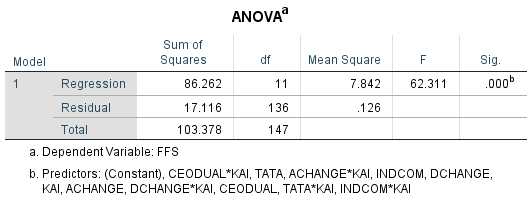 ANOVAa
Model Sum of Squares df Mean Square F Sig.
1 Regression 86.262 11 7.842 62.311 .000b
Residual 17.116 136 .126
Total 103.378 147
a. Dependent Variable: FFS
b. Predictors: (Constant), CEODUAL*KAI, TATA, ACHANGE*KAI, INDCOM, DCHANGE,
KAI, ACHANGE, DCHANGE*KAI, CEODUAL, TATA*KAI, INDCOM*KAI